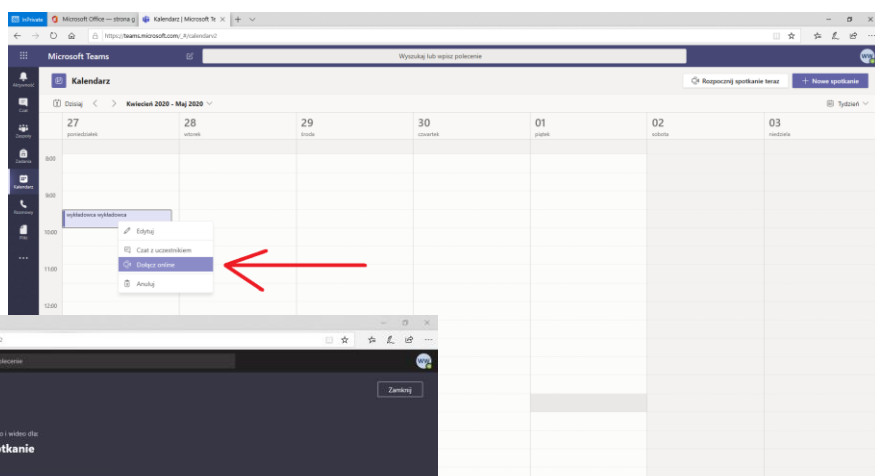 InPrivate Microsoft Office — strona g Kalendarz | Microsoft Te
https://teams.microsoft.com/_#/calendarv2
Microsoft Teams Wyszukaj lub wpisz polecenie WW
Aktywność Kalendarz Rozpocznij spotkanie teraz + Nowe spotkanie
Czat Dzisiaj Kwiecień 2020 - Maj 2020 Tydzień
27 28 29 30 01 02 03
poniedziałek wtorek środa czwartek piątek sobota niedziela
Zespoły
Zadania
8:00
Kalendarz
9:00
Rozmowy
wykładowca wykładowca
Pliki
10:00
Edytuj
Czat z uczestnikiem
Dołącz online
11:00
Anuluj
12:00
polecenie WW
Zamknij
o i wideo dla:
otkanie